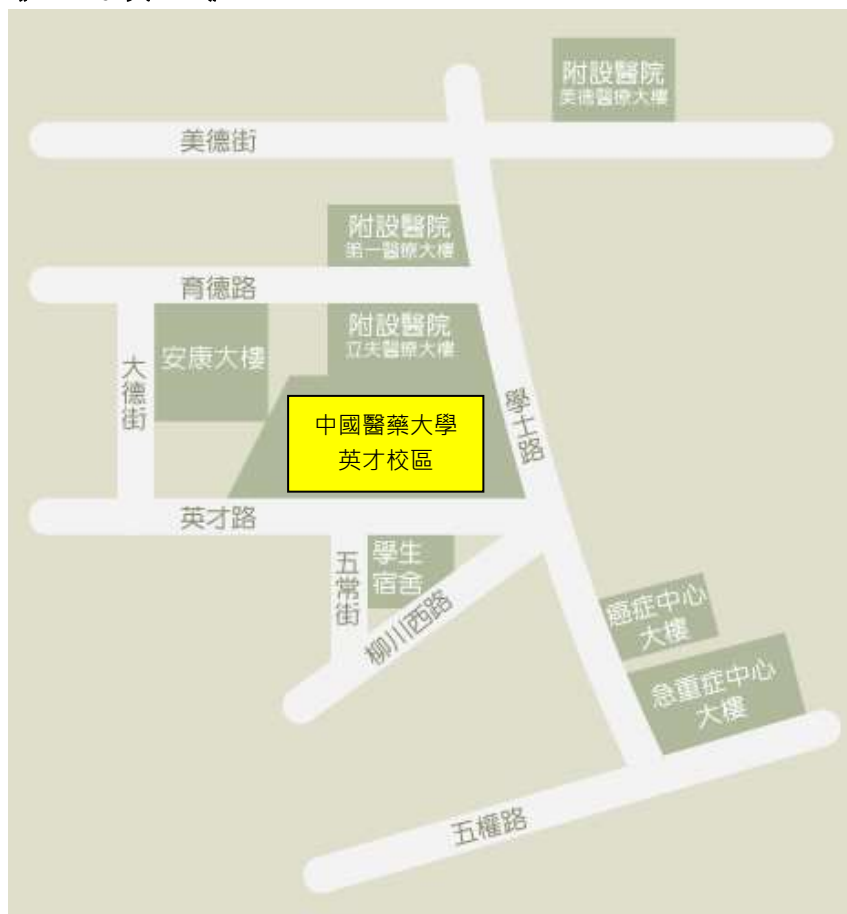 附設醫院
美德醫療大樓
美德街
附設醫院
第一醫療大樓
育德路
附設醫院
立夫醫療大樓
安康大樓
大德街
學士路
中國醫藥大學
英才校區
英才路
五常街
學生
宿舍
柳川西路
癌症中心
大樓
急重症中心
大樓
五權路